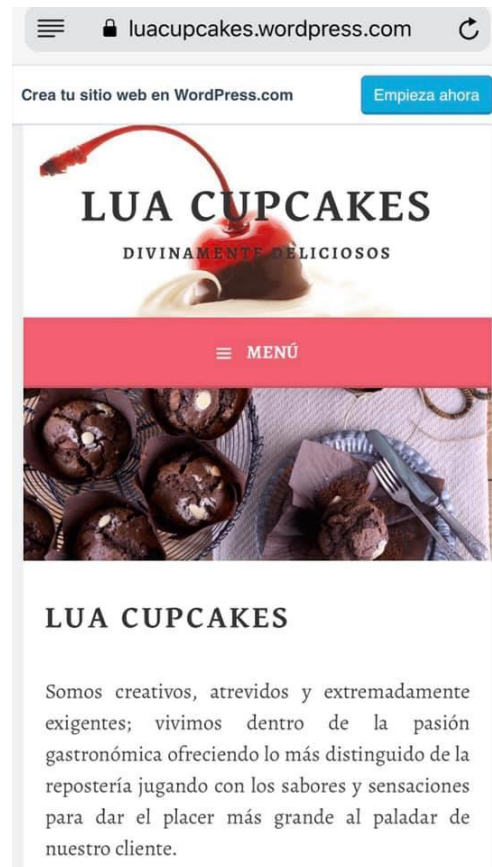 luacupcakes.wordpress.com
Crea tu sitio web en WordPress.com
Empieza ahora
LUA CUPCAKES
DIVINAMENTE DELICIOSOS
MENÚ
LUA CUPCAKES
Somos creativos, atrevidos y extremadamente
exigentes; vivimos dentro de la pasión
gastronómica ofreciendo lo más distinguido de la
repostería jugando con los sabores y sensaciones
para dar el placer más grande al paladar de
nuestro cliente.